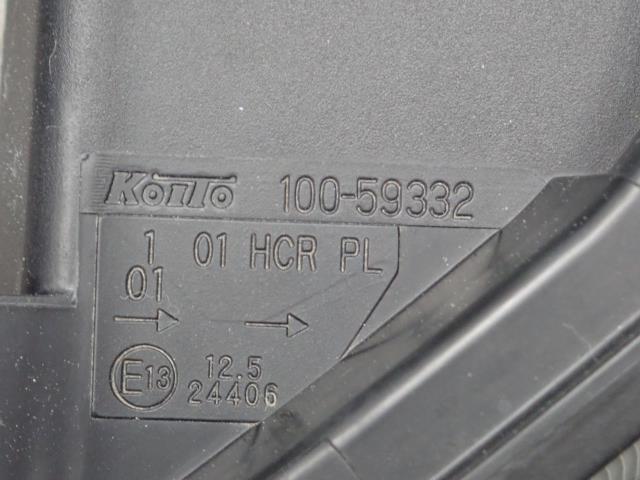 KOITO 100-59332
1 01 HCR PL
01
→ →
E13 12.5
24406